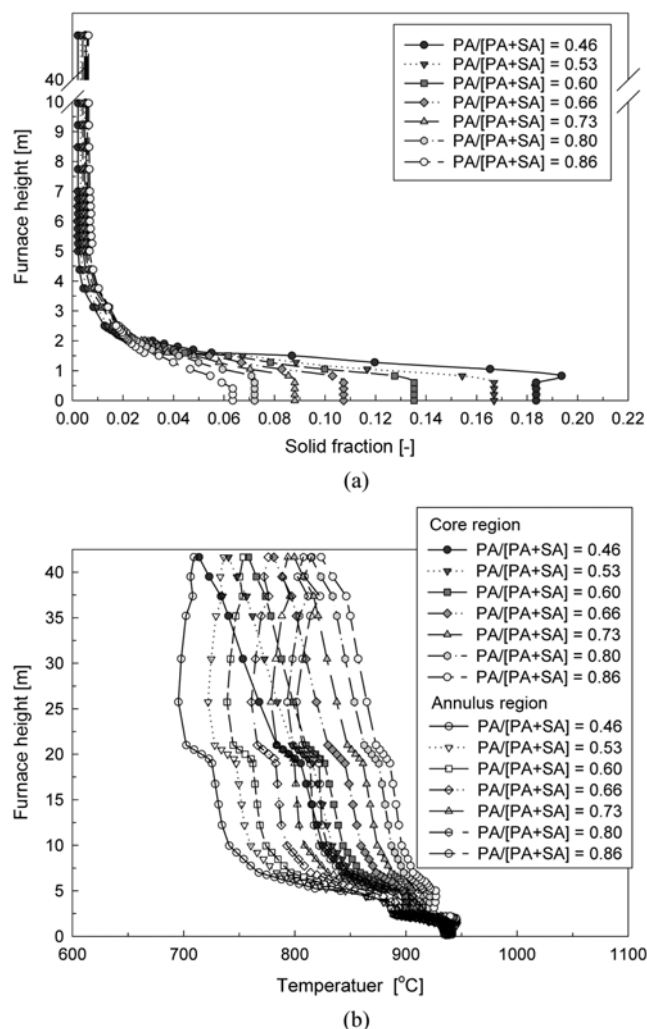 PA/[PA+SA] = 0.46
PA/[PA+SA] = 0.53
PA/[PA+SA] = 0.60
PA/[PA+SA] = 0.66
PA/[PA+SA] = 0.73
PA/[PA+SA] = 0.80
PA/[PA+SA] = 0.86
Furnace height [m]
40
10
9
8
7
6
5
4
3
2
1
0
0.00 0.02 0.04 0.06 0.08 0.10 0.12 0.14 0.16 0.18 0.20 0.22
Solid fraction [-]
(a)
Core region
PA/[PA+SA] = 0.46
PA/[PA+SA] = 0.53
PA/[PA+SA] = 0.60
PA/[PA+SA] = 0.66
PA/[PA+SA] = 0.73
PA/[PA+SA] = 0.80
PA/[PA+SA] = 0.86
Annulus region
PA/[PA+SA] = 0.46
PA/[PA+SA] = 0.53
PA/[PA+SA] = 0.60
PA/[PA+SA] = 0.66
PA/[PA+SA] = 0.73
PA/[PA+SA] = 0.80
PA/[PA+SA] = 0.86
Furnace height [m]
40
35
30
25
20
15
10
5
0
600 700 800 900 1000 1100
Temperatuer [°C]
(b)